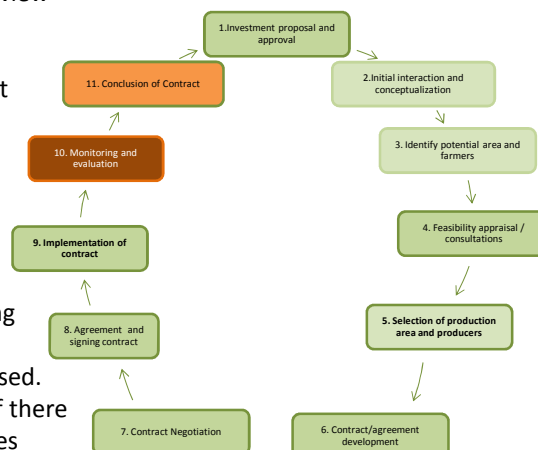 1.Investment proposal and
approval
2.Initial interaction and
conceptualization
3. Identify potential area and
farmers
4. Feasibility appraisal /
consultations
5. Selection of production
area and producers
6. Contract/agreement
development
7. Contract Negotiation
8. Agreement and
signing contract
9. Implementation of
contract
10. Monitoring and
evaluation
11. Conclusion of Contract
there